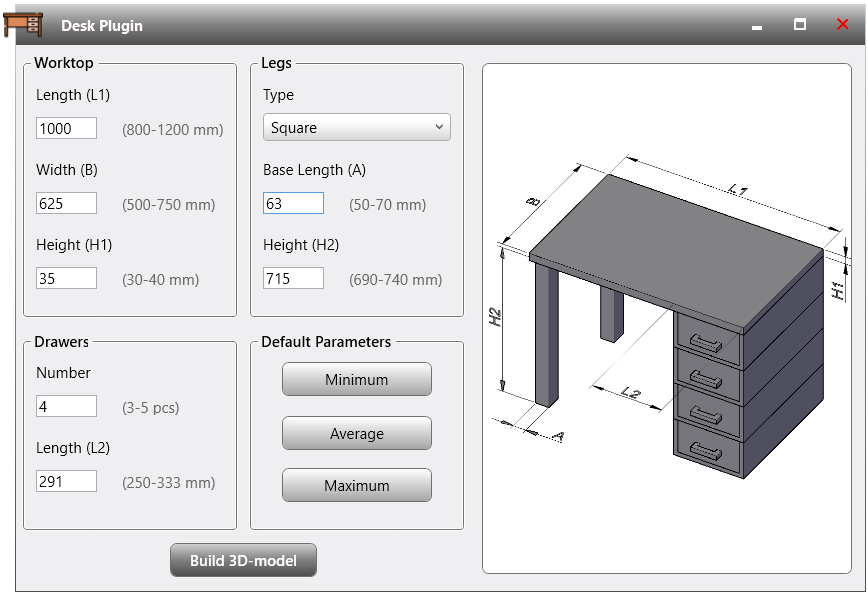 Desk Plugin
Worktop
Length (L1)
1000 (800-1200 mm)
Width (B)
625 (500-750 mm)
Height (H1)
35 (30-40 mm)
Legs
Type
Square
Base Length (A)
63 (50-70 mm)
Height (H2)
715 (690-740 mm)
Drawers
Number
4 (3-5 pcs)
Length (L2)
291 (250-333 mm)
Default Parameters
Minimum
Average
Maximum
Build 3D-model
B
L1
H1
H2
L2
A